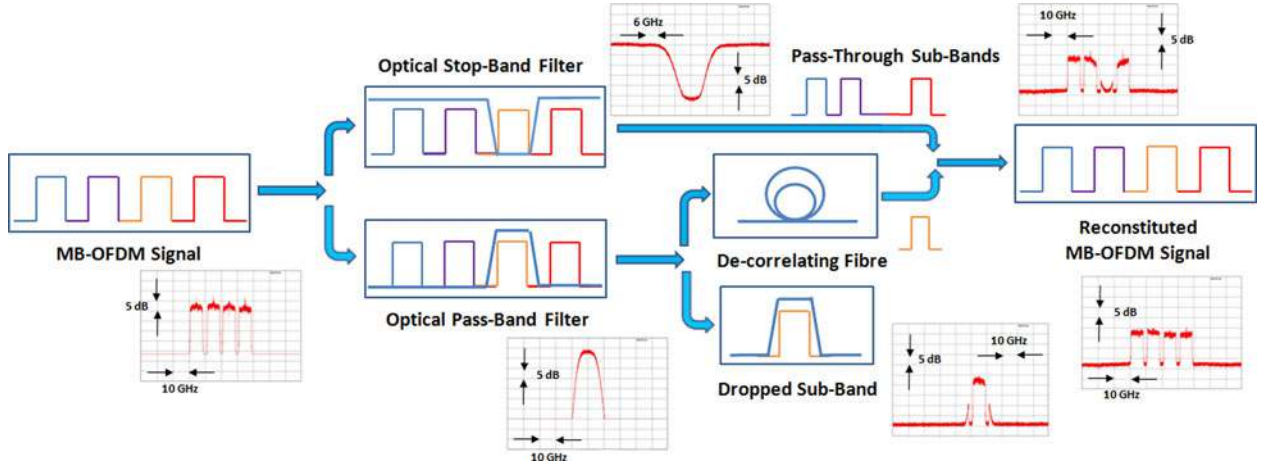 6 GHz
5 dB
10 GHz
5 dB
Optical Stop-Band Filter
Pass-Through Sub-Bands
MB-OFDM Signal
De-correlating Fibre
Reconstituted
MB-OFDM Signal
5 dB
10 GHz
Optical Pass-Band Filter
5 dB
10 GHz
Dropped Sub-Band
10 GHz
5 dB
5 dB
10 GHz